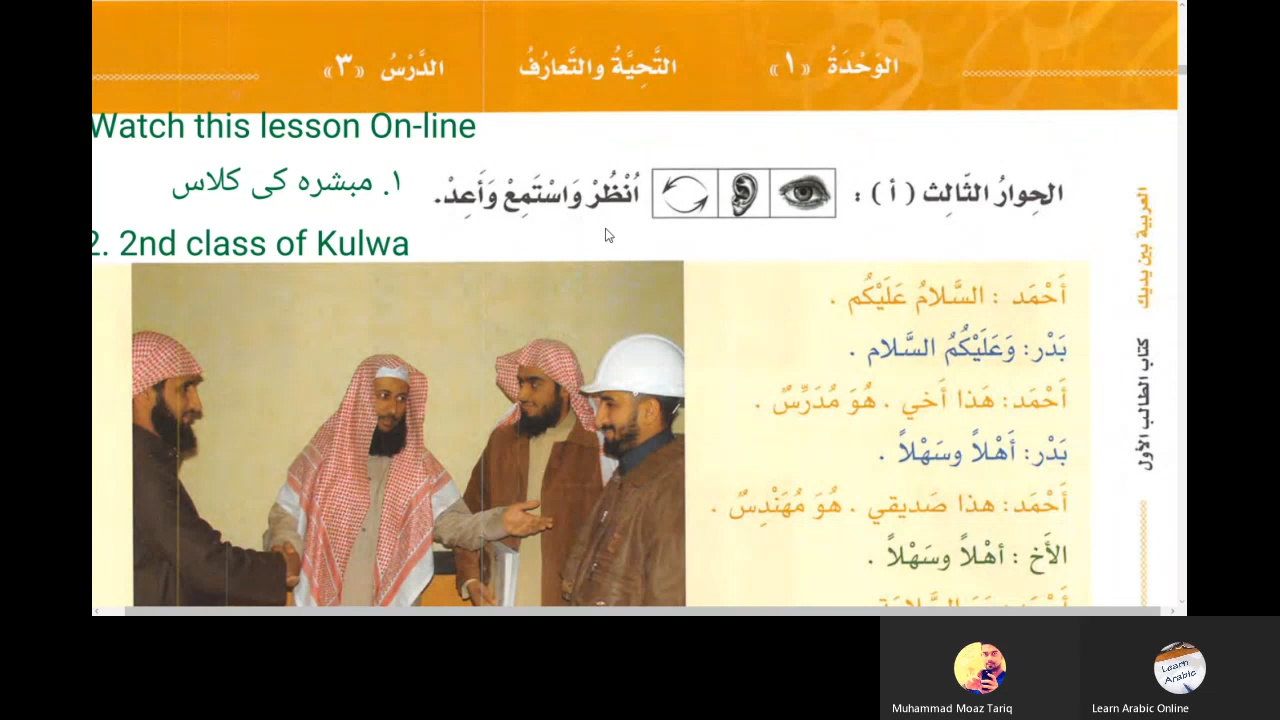 الوَحْدَةُ «١» التَّحِيَّةُ والتَّعارُفُ الدَّرْسُ «٣»
Watch this lesson On-line
١. مبشرہ کی کلاس
2. 2nd class of Kulwa
الحِوارُ الثّالِث ( أ ) : اُنْظُرْ وَاسْتَمِعْ وَأَعِدْ.
أَحْمَد : السَّلامُ عَلَيْكُم .
بَدْر: وَعَلَيْكُمُ السَّلام .
أَحْمَد: هَذا أَخي . هُوَ مُدَرِّسٌ .
بَدْر: أَهْلاً وسَهْلاً .
أَحْمَد: هذا صَديقي . هُوَ مُهَنْدِسٌ .
الأَخ : أهْلاً وسَهْلاً .
العربية بين يديك
كتاب الطالب الأول
Muhammad Moaz Tariq
Learn Arabic Online
Learn
Arabic